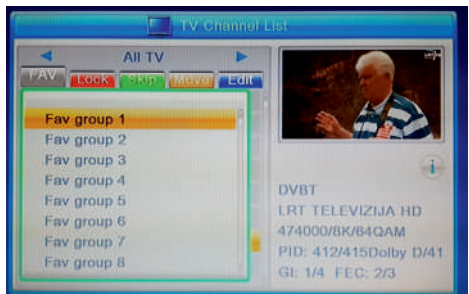 TV Channel List
All TV
FAV Lock Skip Move Edit
Fav group 1
Fav group 2
Fav group 3
Fav group 4
Fav group 5
Fav group 6
Fav group 7
Fav group 8
i
DVBT
LRT TELEVIZIJA HD
474000/8K/64QAM
PID: 412/415Dolby D/41
GI: 1/4 FEC: 2/3